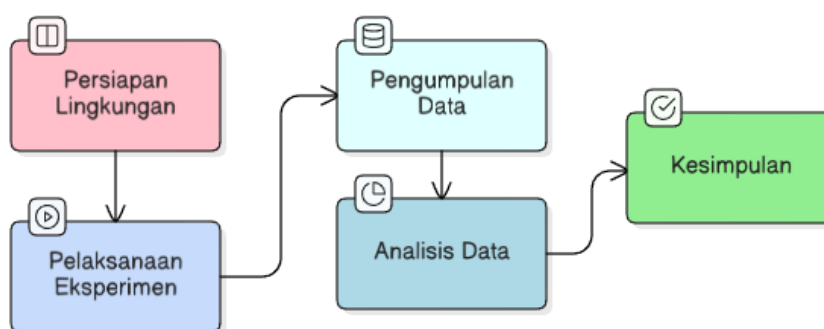 Persiapan
Lingkungan
Pelaksanaan
Eksperimen
Pengumpulan
Data
Analisis Data
Kesimpulan